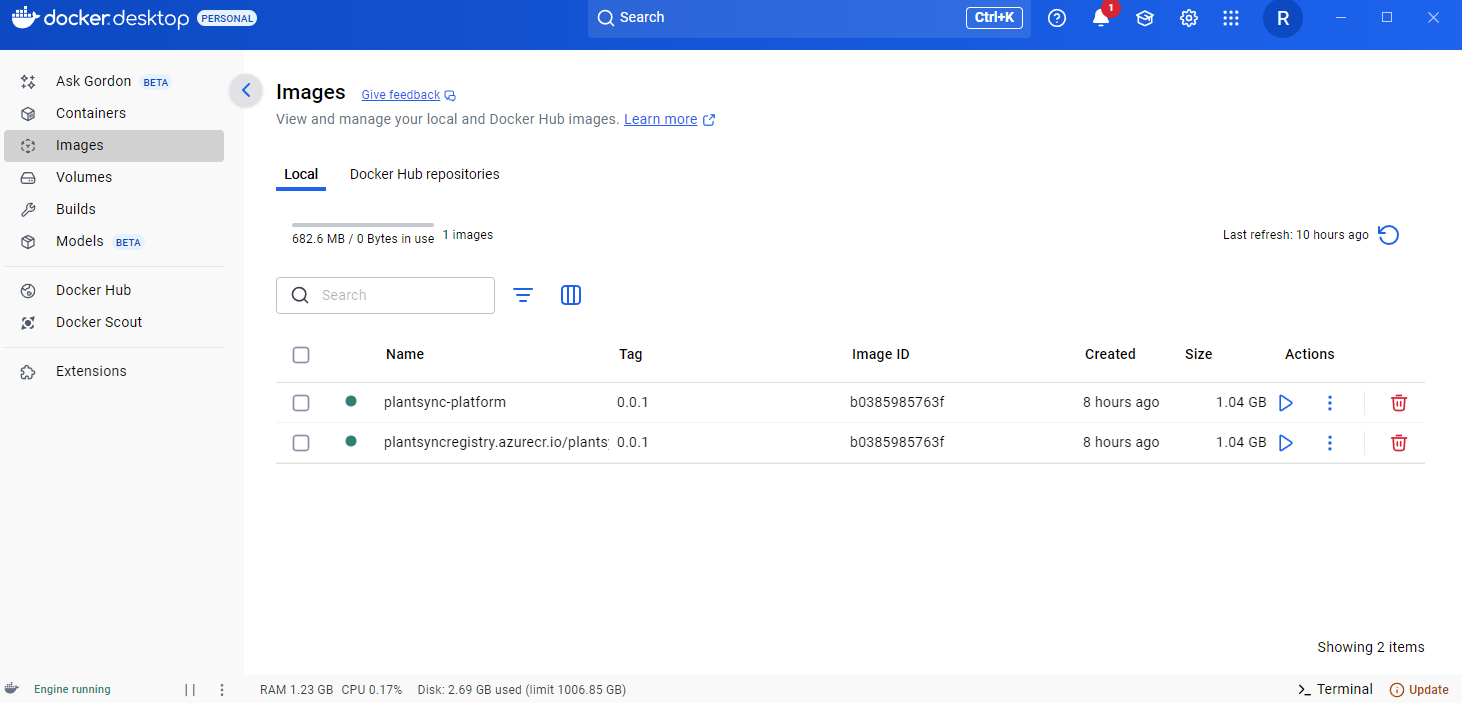 docker.desktop PERSONAL
Search Ctrl+K
1
R
Ask Gordon BETA
Containers
Images
Volumes
Builds
Models BETA
Docker Hub
Docker Scout
Extensions
Images Give feedback
View and manage your local and Docker Hub images. Learn more
Local Docker Hub repositories
682.6 MB / 0 Bytes in use 1 images
Last refresh: 10 hours ago
Search
Name Tag Image ID Created Size Actions
plantsync-platform 0.0.1 b0385985763f 8 hours ago 1.04 GB
plantsyncregistry.azurecr.io/plants 0.0.1 b0385985763f 8 hours ago 1.04 GB
Showing 2 items
Engine running RAM 1.23 GB CPU 0.17% Disk: 2.69 GB used (limit 1006.85 GB) >_ Terminal Update